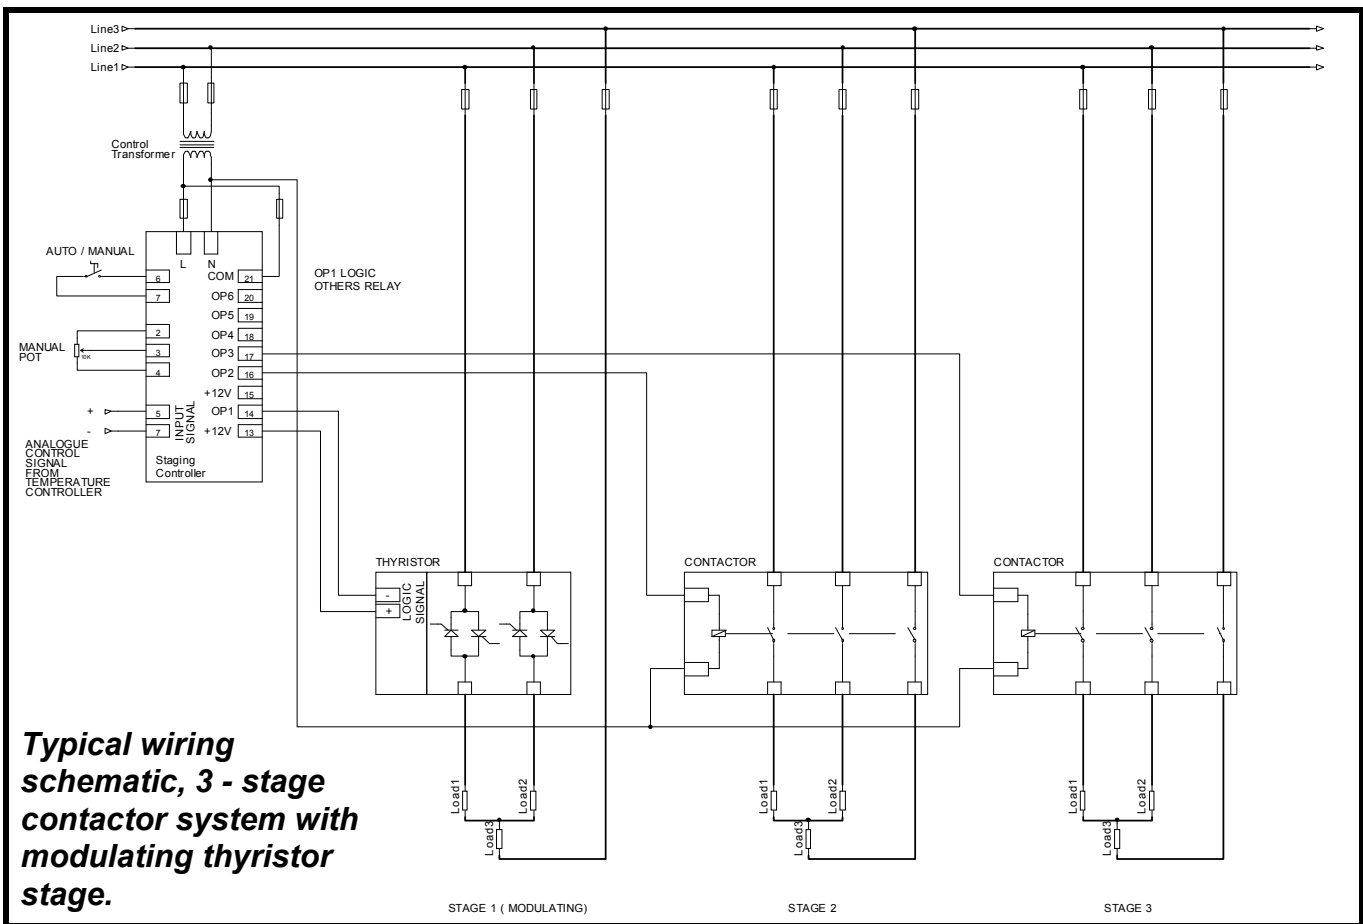 Line3
Line2
Line1
Control
Transformer
AUTO / MANUAL
L
N
6
COM 21
7
OP6 20
OP5 19
2
OP4 18
MANUAL
POT
10K
3
OP3 17
4
OP2 16
+12V 15
+
5
OP1 14
-
7
+12V 13
INPUT
SIGNAL
ANALOGUE
CONTROL
SIGNAL
FROM
TEMPERATURE
CONTROLLER
Staging
Controller
OP1 LOGIC
OTHERS RELAY
THYRISTOR
-
+
LOGIC
SIGNAL
CONTACTOR
CONTACTOR
Load1
Load2
Load3
Load1
Load2
Load3
Load1
Load2
Load3
Typical wiring
schematic, 3 - stage
contactor system with
modulating thyristor
stage.
STAGE 1 ( MODULATING)
STAGE 2
STAGE 3